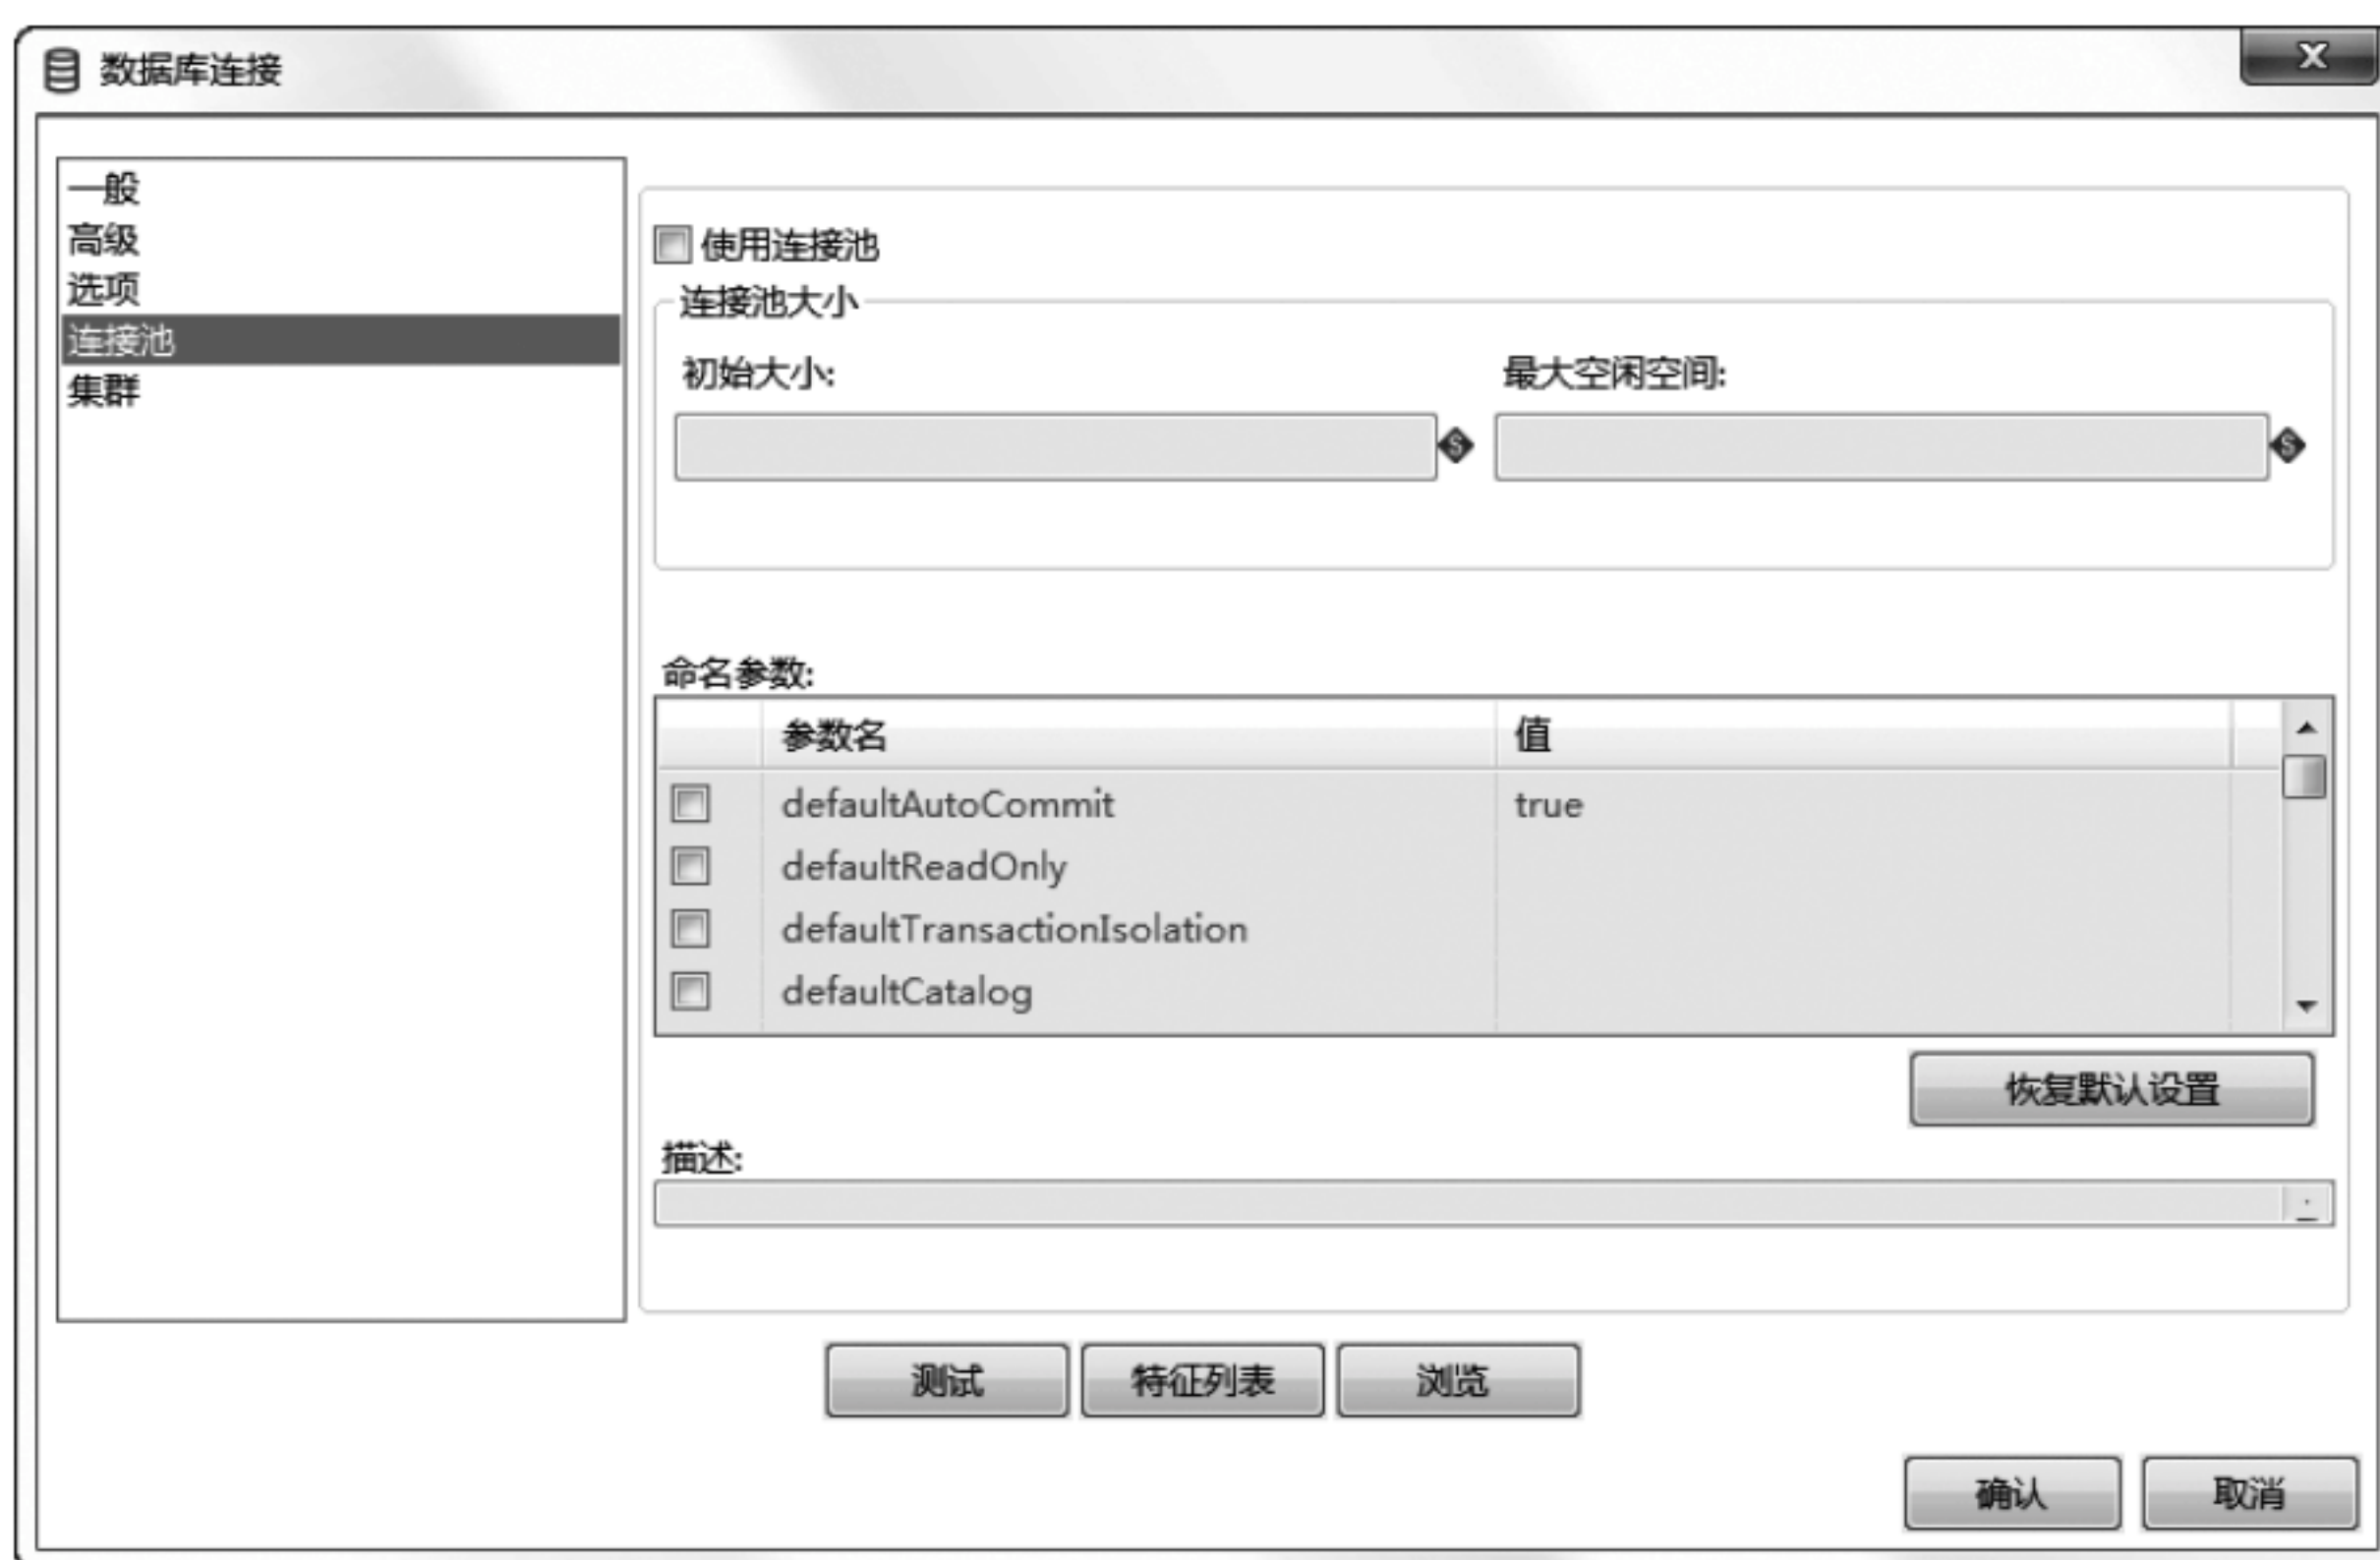 数据库连接
一般
高级
选项
连接池
集群
使用连接池
连接池大小
初始大小: 最大空闲空间:
命名参数:
参数名 值
defaultAutoCommit true
defaultReadOnly
defaultTransactionIsolation
defaultCatalog
恢复默认设置
描述:
测试 特征列表 浏览
确认 取消